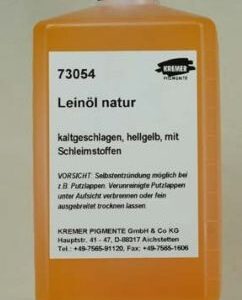 KREMER
PIGMENTE
73054
Leinöl natur
kaltgeschlagen, hellgelb, mit
Schleimstoffen
VORSICHT: Selbstentzündung möglich bei
z.B. Putzlappen. Verunreinigte Putzlappen
unter Aufsicht verbrennen oder fein
ausgebreitet trocknen lassen.
KREMER PIGMENTE GmbH & Co KG
Hauptstr. 41 - 47, D-88317 Aichstetten
Tel.: +49-7565-91120, Fax: +49-7565-1606